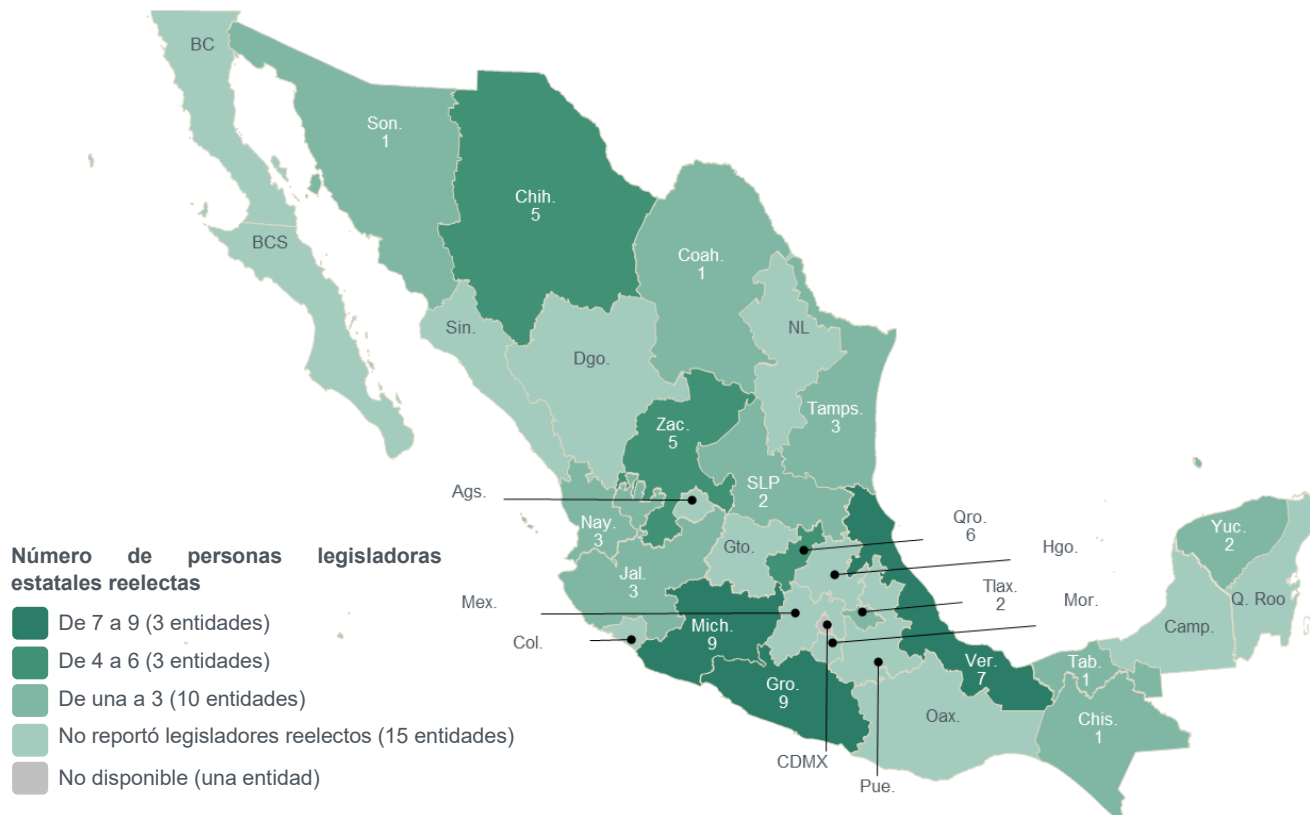 BC
Son.
1
Chih.
5
BCS
Coah.
1
Sin.
NL
Dgo.
Tamps.
3
Zac.
5
Ags.
SLP
2
Nay.
3
Gto.
Qro.
6
Yuc.
2
Hgo.
Jal.
3
Tlax.
2
Mex.
Mor.
Q. Roo
Camp.
Col.
Mich.
9
Ver.
7
Tab.
1
Gro.
9
Oax.
Chis.
1
CDMX
Pue.
Número de personas legisladoras
estatales reelectas
De 7 a 9 (3 entidades)
De 4 a 6 (3 entidades)
De una a 3 (10 entidades)
No reportó legisladores reelectos (15 entidades)
No disponible (una entidad)